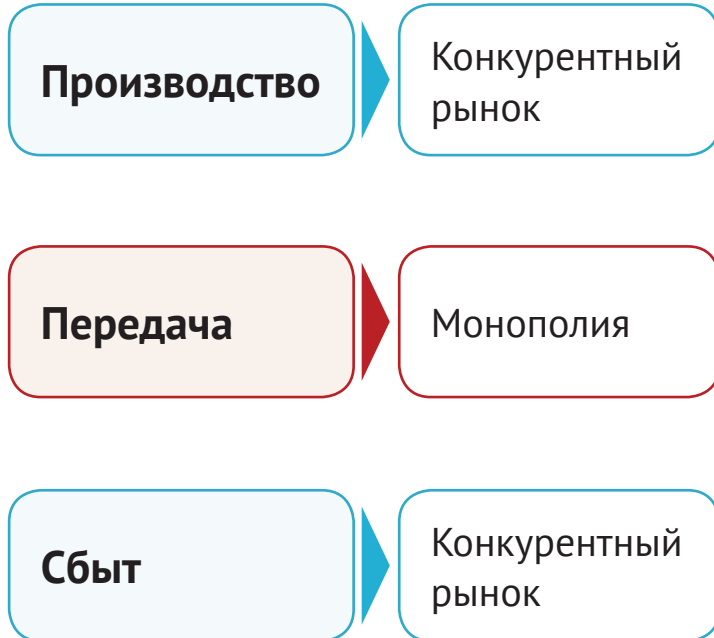 Производство
Конкурентный
рынок
Передача
Монополия
Сбыт
Конкурентный
рынок